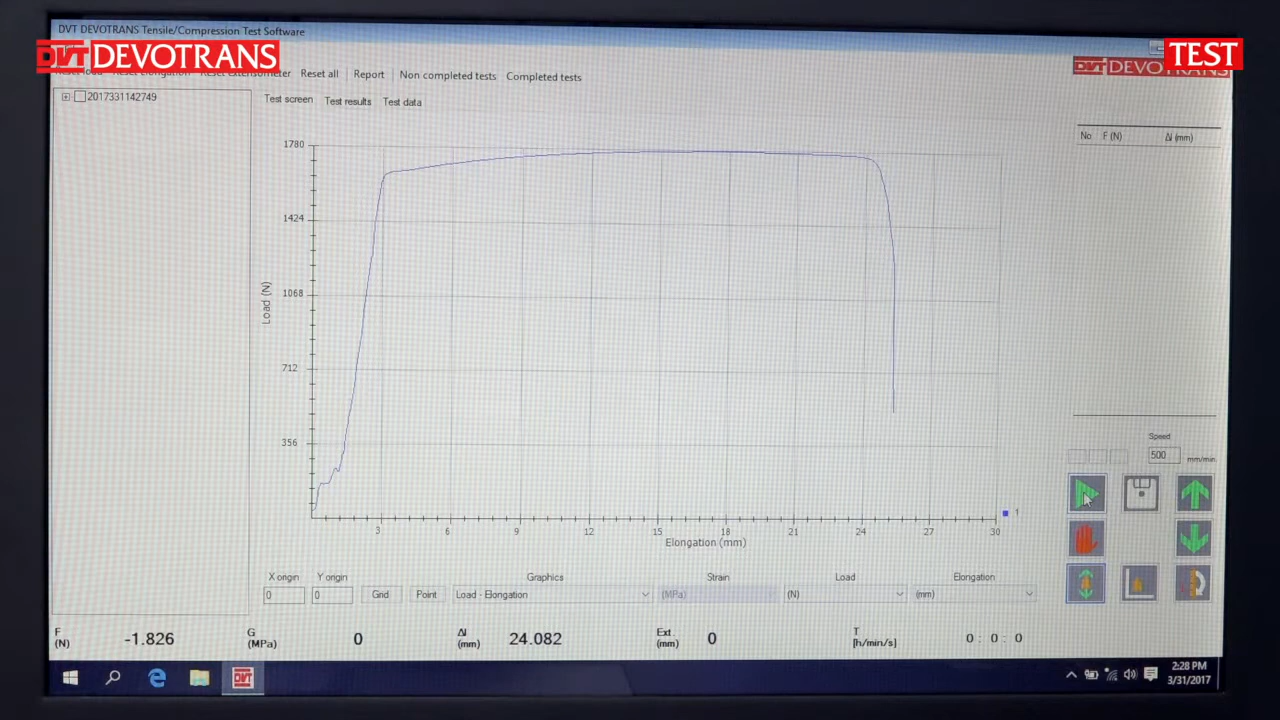 DVT DEVOTRANS Tensile/Compression Test Software
DVT DEVOTRANS
TEST
DVT DEVOTRANS
Reset all Report Non completed tests Completed tests
2017331142749
Test screen Test results Test data
No F (N) Δl (mm)
1780
1424
1068
712
356
Load (N)
3 6 9 12 15 18 21 24 27 30
Elongation (mm)
1
Speed
500 mm/min.
X origin Y origin Graphics Strain Load Elongation
0 0 Grid Point Load - Elongation (MPa) (N) (mm)
F (N) -1.826 G (MPa) 0 Δl (mm) 24.082 Ext. (mm) 0 T [h/min/s] 0 : 0 : 0
DVT
2:28 PM
3/31/2017